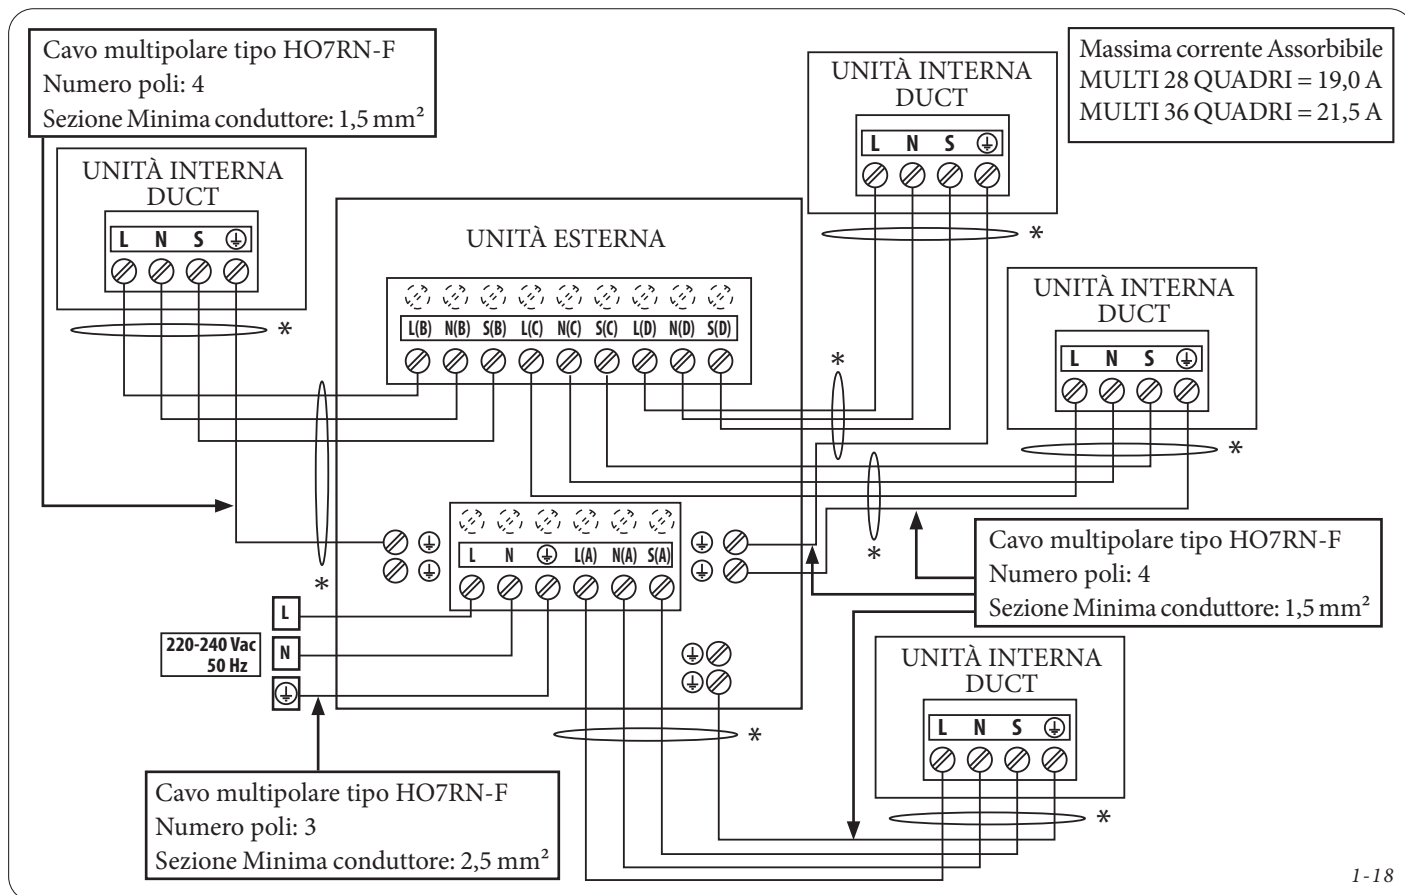 Cavo multipolare tipo HO7RN-F
Numero poli: 4
Sezione Minima conduttore: 1,5 mm²
UNITÀ INTERNA
DUCT
L N S
*
UNITÀ INTERNA
DUCT
L N S
*
Massima corrente Assorbibile
MULTI 28 QUADRI = 19,0 A
MULTI 36 QUADRI = 21,5 A
UNITÀ ESTERNA
L(B) N(B) S(B) L(C) N(C) S(C) L(D) N(D) S(D)
*
*
*
UNITÀ INTERNA
DUCT
L N S
*
L N L(A) N(A) S(A)
L
N
220-240 Vac
50 Hz
*
Cavo multipolare tipo HO7RN-F
Numero poli: 4
Sezione Minima conduttore: 1,5 mm²
UNITÀ INTERNA
DUCT
L N S
*
Cavo multipolare tipo HO7RN-F
Numero poli: 3
Sezione Minima conduttore: 2,5 mm²
1-18